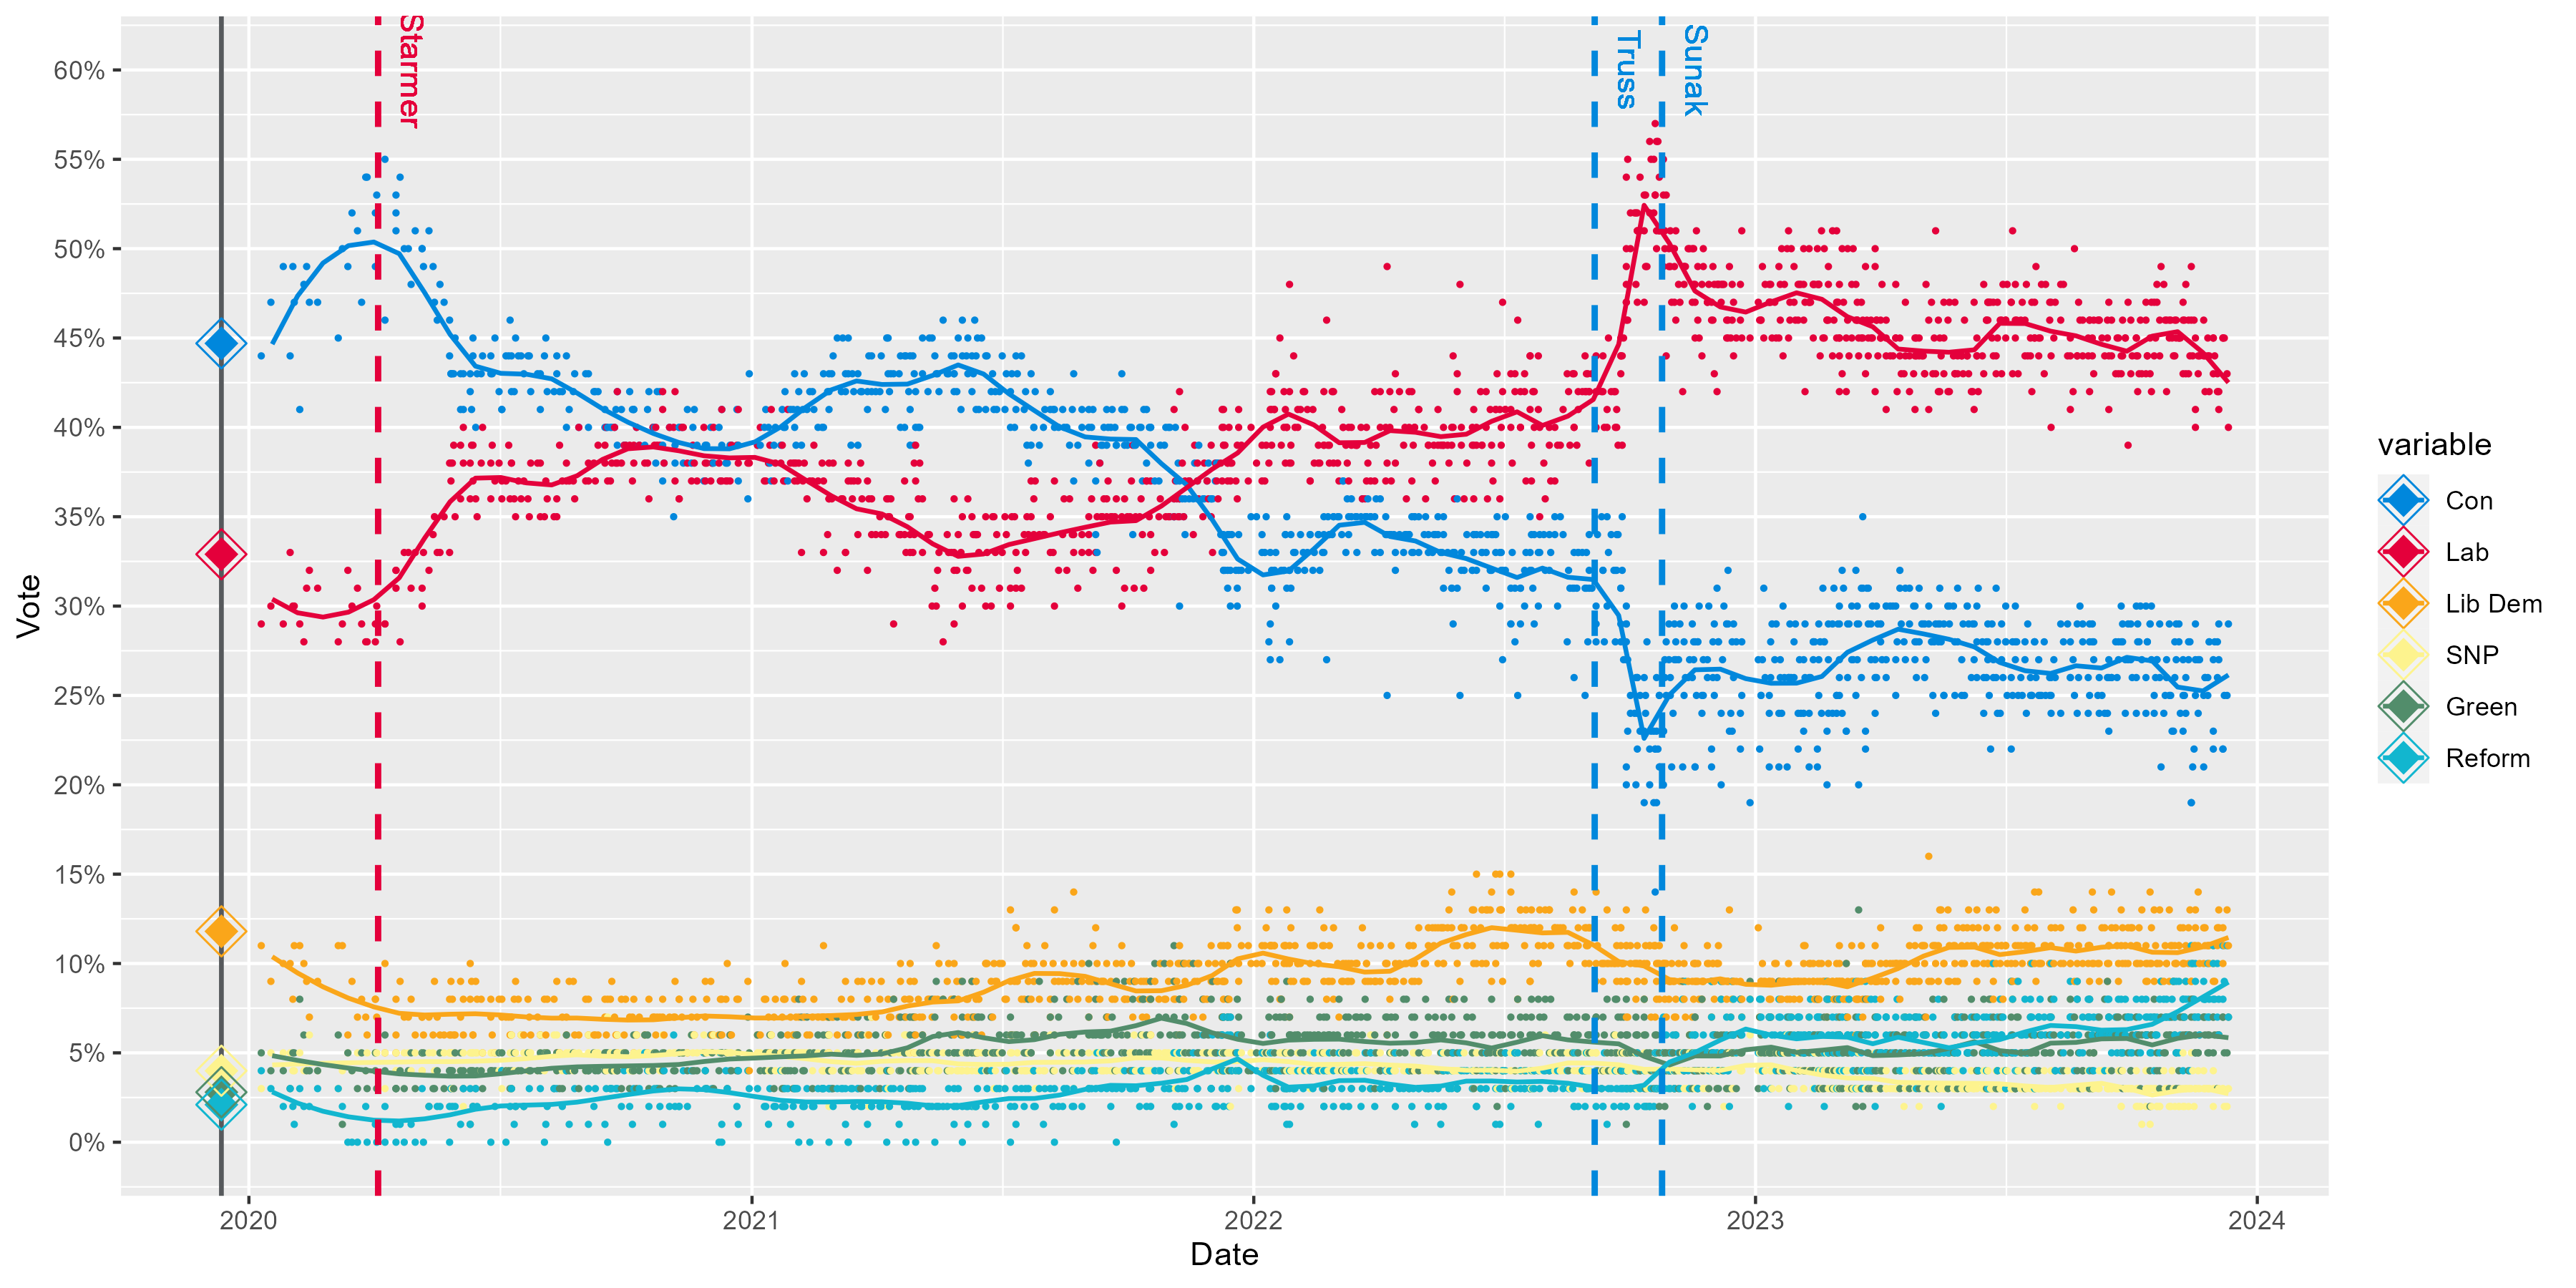 Starmer
Truss
Sunak
60%
55%
50%
45%
40%
35%
30%
25%
20%
15%
10%
5%
0%
Vote
2020
2021
2022
2023
2024
Date
variable
Con
Lab
Lib Dem
SNP
Green
Reform